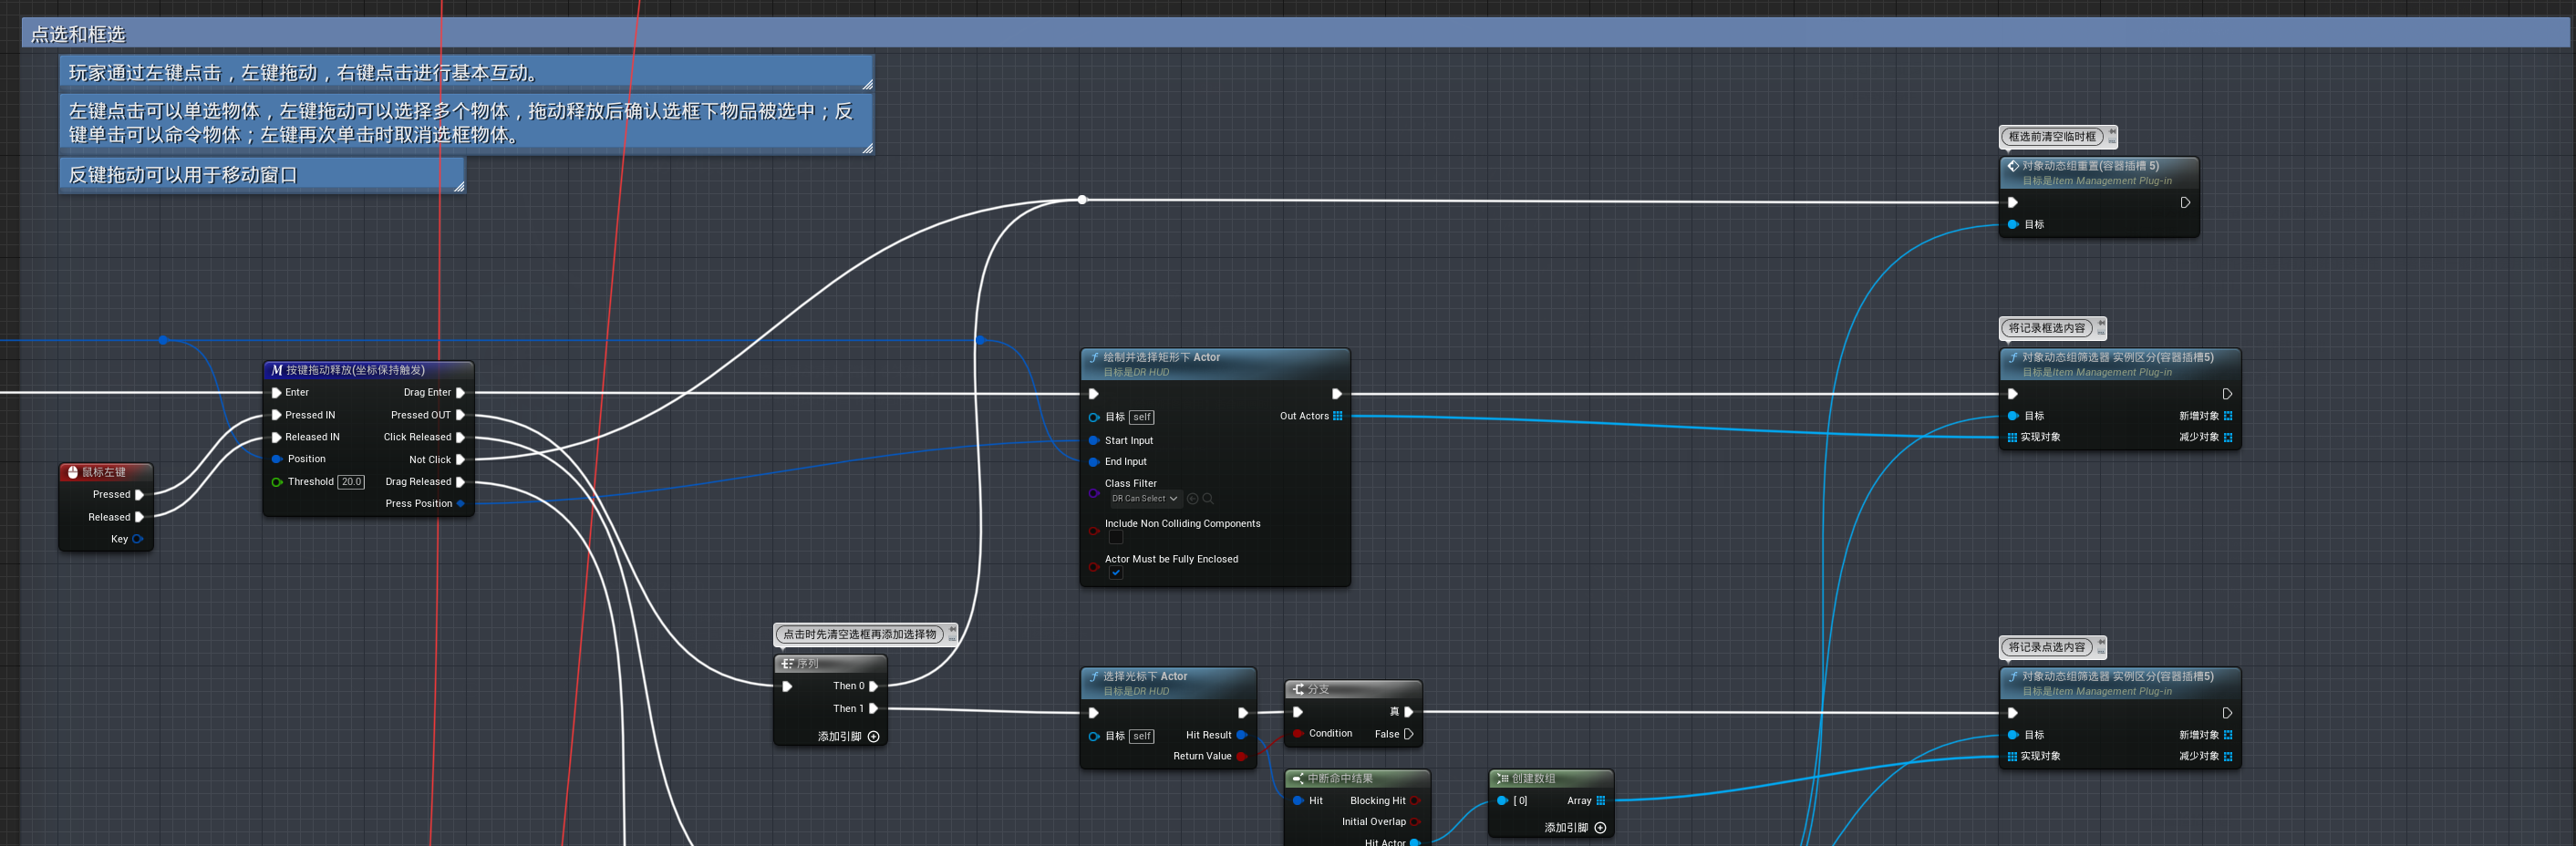 点选和框选
玩家通过左键点击，左键拖动，右键点击进行基本互动。
左键点击可以单选物体，左键拖动可以选择多个物体，拖动释放后确认选框下物品被选中；反
键单击可以命令物体；左键再次单击时取消选框物体。
反键拖动可以用于移动窗口
框选前清空临时框
对象动态组重置(容器插槽 5)
目标是Item Management Plug-in
目标
将记录框选内容
对象动态组筛选器 实例区分(容器插槽5)
目标是Item Management Plug-in
目标 新增对象
实现对象 减少对象
绘制并选择矩形下 Actor
目标是DR HUD
目标 self Out Actors
Start Input
End Input
Class Filter
DR Can Select
Include Non Colliding Components
Actor Must be Fully Enclosed
按键拖动释放(坐标保持触发)
Enter Drag Enter
Pressed IN Pressed OUT
Released IN Click Released
Position Not Click
Threshold 20.0 Drag Released
Press Position
鼠标左键
Pressed
Released
Key
点击时先清空选框再添加选择物
序列
Then 0
Then 1
添加引脚
选择光标下 Actor
目标是DR HUD
目标 self Hit Result
Return Value
分支
真
Condition False
中断命中结果
Hit Blocking Hit
Initial Overlap
Hit Actor
创建数组
[0] Array
添加引脚
将记录点选内容
对象动态组筛选器 实例区分(容器插槽5)
目标是Item Management Plug-in
目标 新增对象
实现对象 减少对象